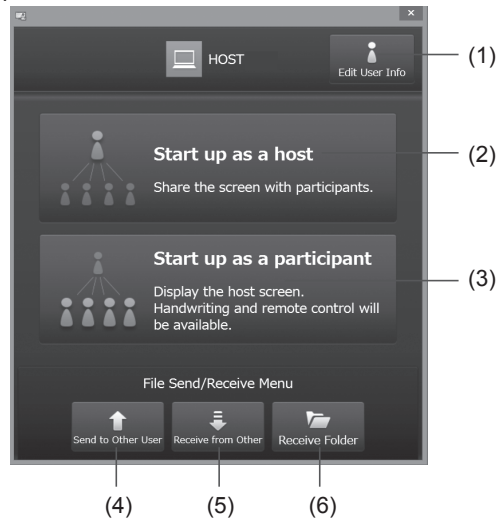 HOST
Edit User Info
(1)
Start up as a host
(2)
Share the screen with participants.
Start up as a participant
(3)
Display the host screen.
Handwriting and remote control will
be available.
File Send/Receive Menu
Send to Other User
Receive from Other
Receive Folder
(4)
(5)
(6)